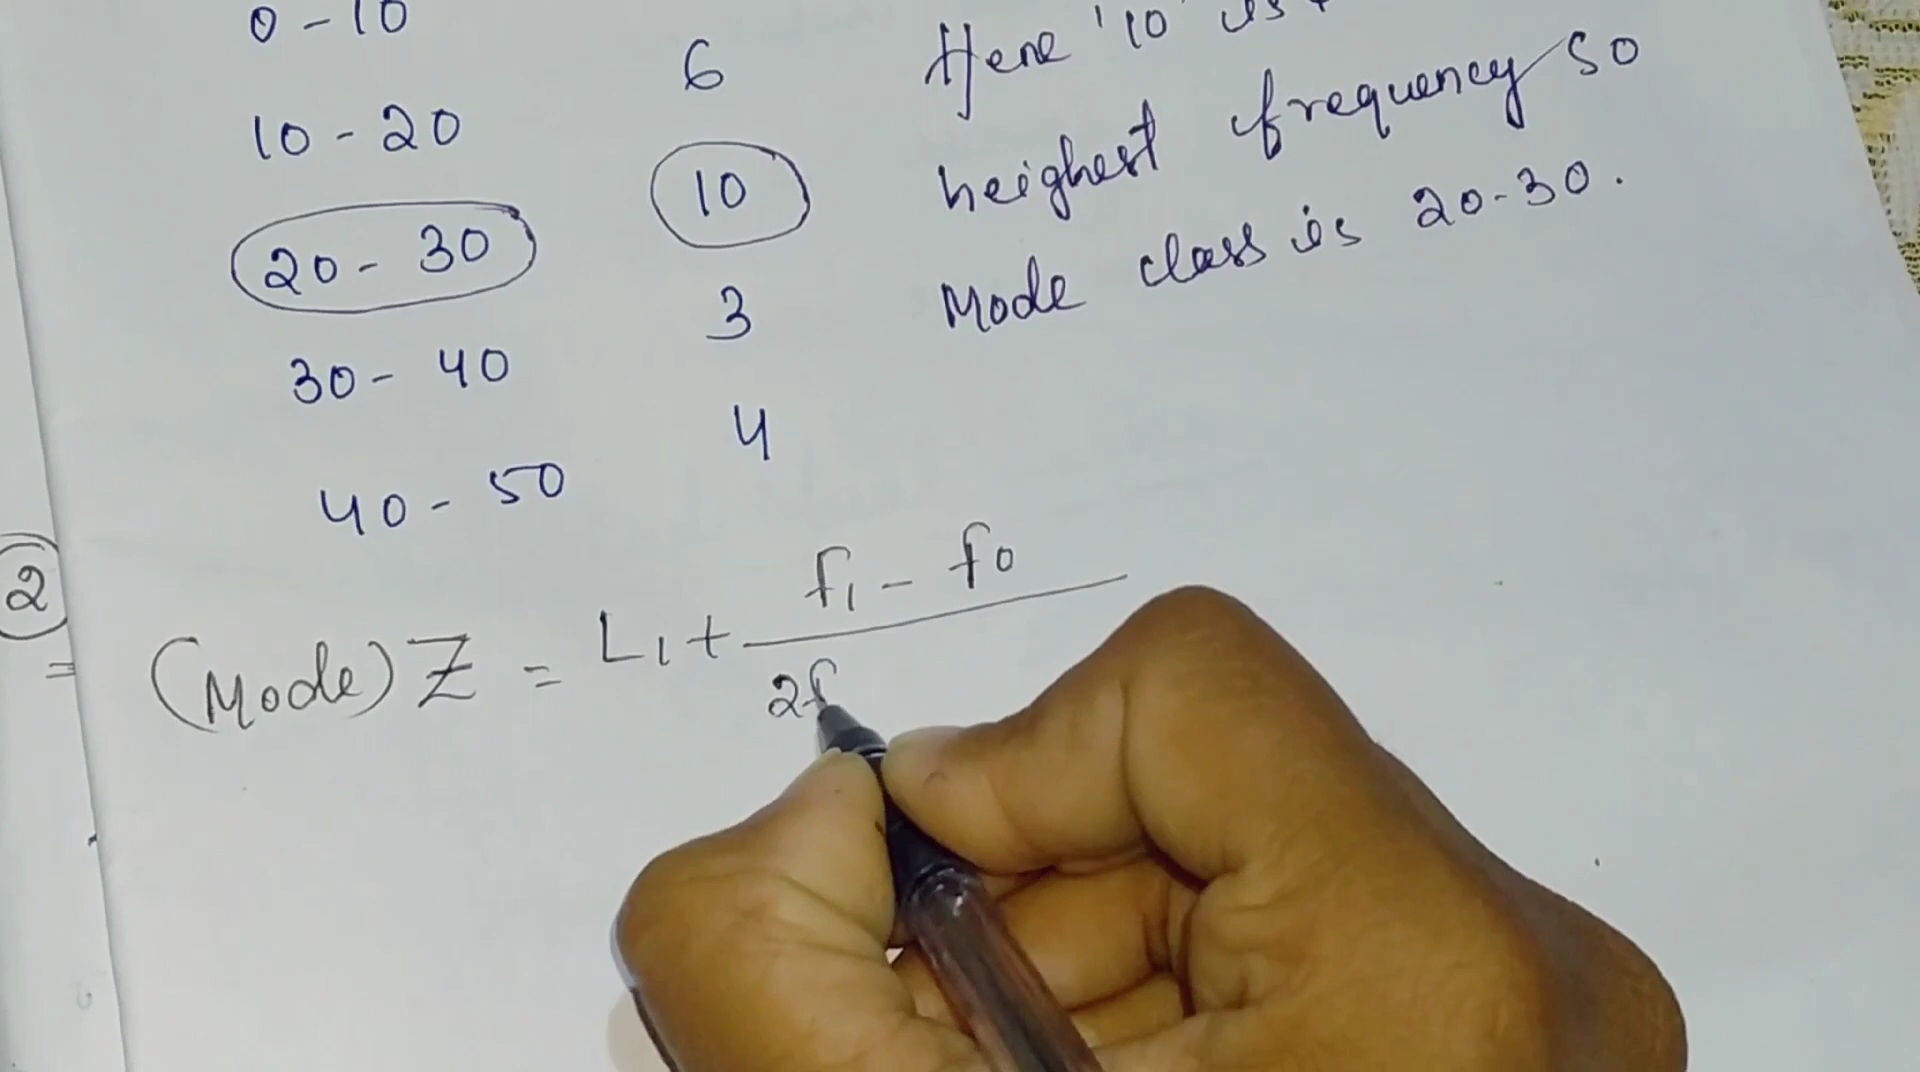 0 - 10
10 - 20 6
20 - 30 10
30 - 40 3
40 - 50 4
Here '10' is
heighest frequency so
Mode class is 20-30.
2
=
(Mode) Z = L1 + f1 - f0
2f